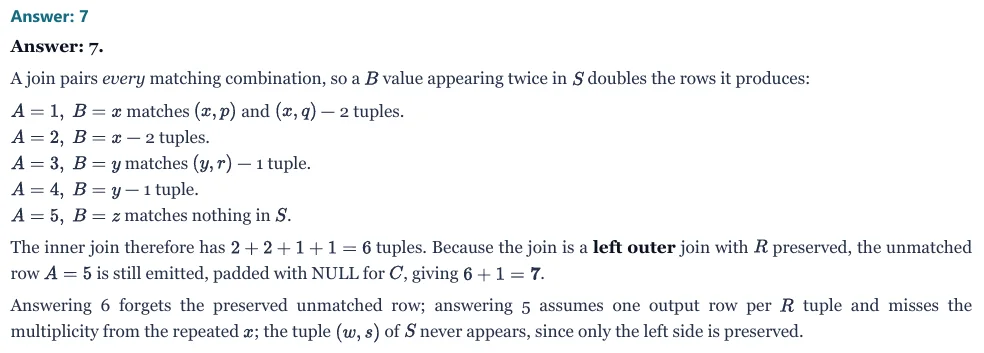 Answer: 7
Answer: 7.
A join pairs every matching combination, so a B value appearing twice in S doubles the rows it produces:
A = 1, B = x matches (x, p) and (x, q) — 2 tuples.
A = 2, B = x — 2 tuples.
A = 3, B = y matches (y, r) — 1 tuple.
A = 4, B = y — 1 tuple.
A = 5, B = z matches nothing in S.
The inner join therefore has 2 + 2 + 1 + 1 = 6 tuples. Because the join is a left outer join with R preserved, the unmatched
row A = 5 is still emitted, padded with NULL for C, giving 6 + 1 = 7.
Answering 6 forgets the preserved unmatched row; answering 5 assumes one output row per R tuple and misses the
multiplicity from the repeated x; the tuple (w, s) of S never appears, since only the left side is preserved.